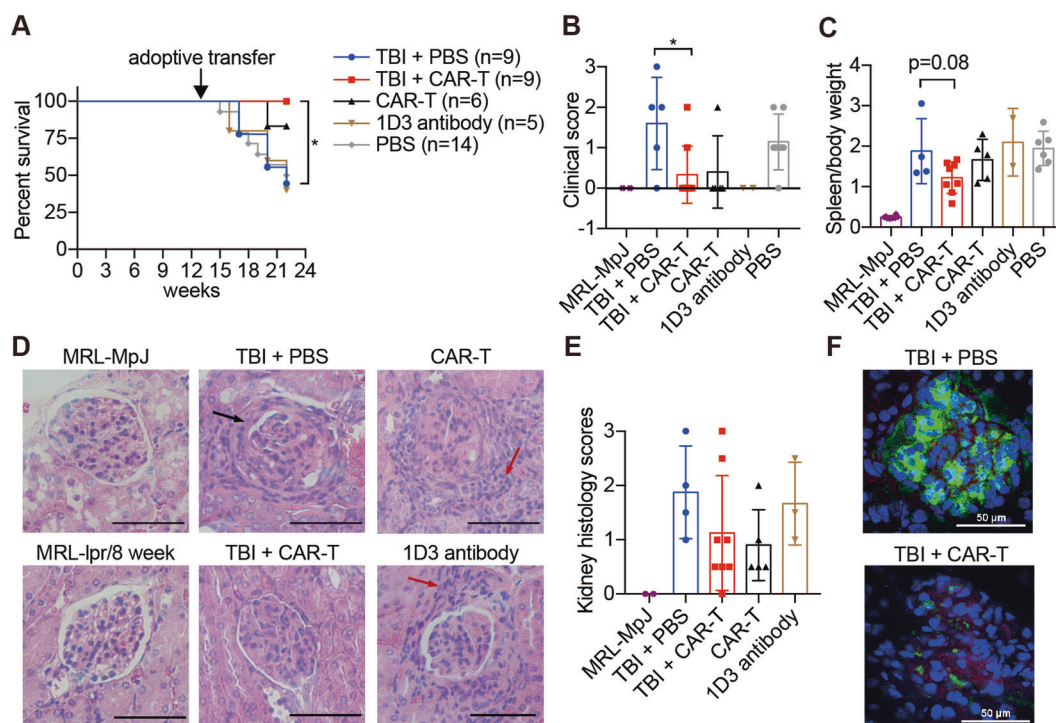 A
adoptive transfer
TBI + PBS (n=9)
TBI + CAR-T (n=9)
CAR-T (n=6)
1D3 antibody (n=5)
PBS (n=14)
Percent survival
100
75
50
25
0
*
0 3 6 9 12 15 18 21 24
weeks
B
*
Clinical score
3
2
1
0
-1
MRL-MpJ
TBI + PBS
TBI + CAR-T
CAR-T
1D3 antibody
PBS
C
p=0.08
Spleen/body weight
4
3
2
1
0
MRL-MpJ
TBI + PBS
TBI + CAR-T
CAR-T
1D3 antibody
PBS
D
MRL-MpJ
TBI + PBS
CAR-T
MRL-lpr/8 week
TBI + CAR-T
1D3 antibody
E
Kidney histology scores
3
2
1
0
MRL-MpJ
TBI + PBS
TBI + CAR-T
CAR-T
1D3 antibody
F
TBI + PBS
50 µm
TBI + CAR-T
50 µm